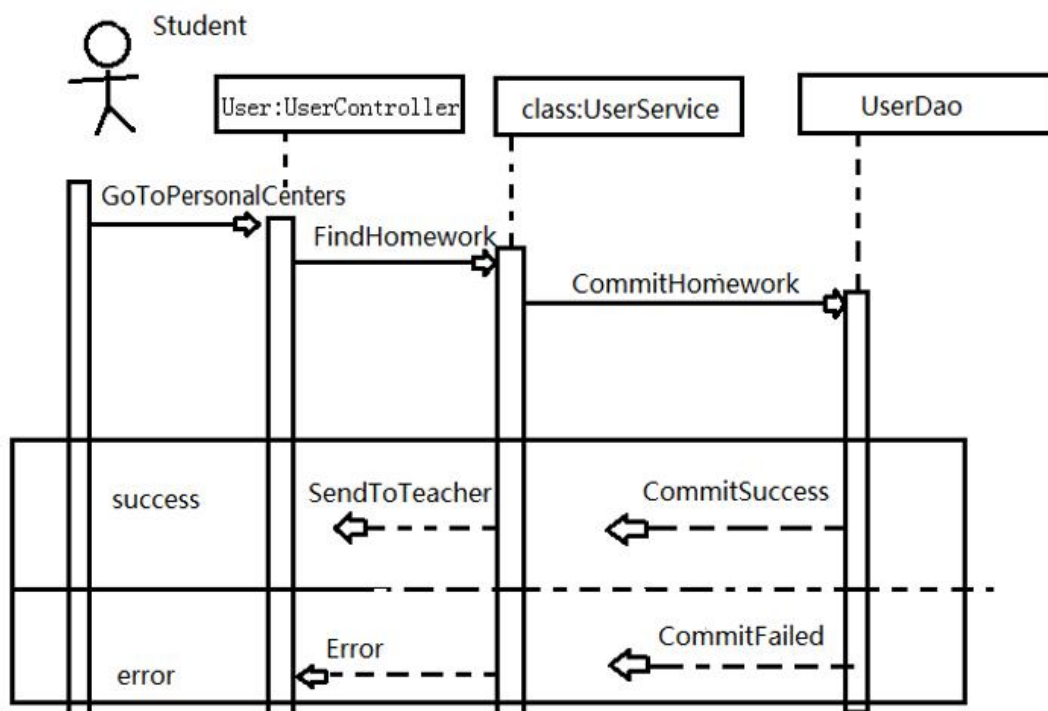 Student
User:UserController
class:UserService
UserDao
GoToPersonalCenters
FindHomework
CommitHomework
success
SendToTeacher
CommitSuccess
error
Error
CommitFailed